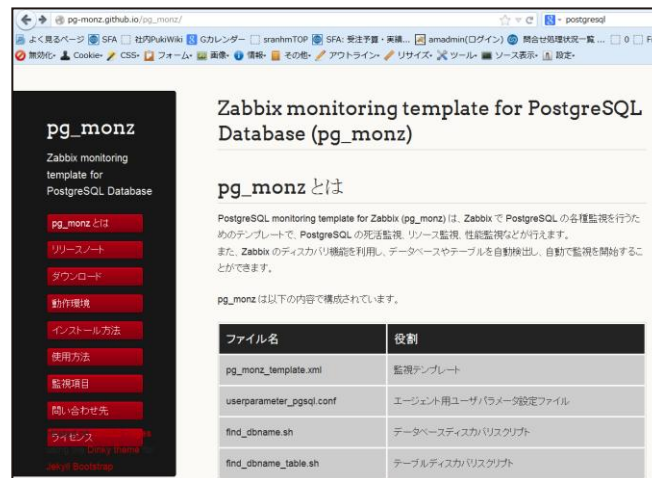 pg-monz.github.io/pg_monz/
postgresql
よく見るページ SFA 社内PukiWiki Gカレンダー sranhmTOP SFA: 受注予算・実績... amadmin(ログイン) 問合せ処理状況一覧 ... 0
無効化 Cookie CSS フォーム 画像 情報 その他 アウトライン リサイズ ツール ソース表示 設定
pg_monz
Zabbix monitoring
template for
PostgreSQL Database
pg_monz とは
リリースノート
ダウンロード
動作環境
インストール方法
使用方法
監視項目
問い合わせ先
ライセンス
Dinky theme
Jekyll Bootstrap
Zabbix monitoring template for PostgreSQL
Database (pg_monz)
pg_monz とは
PostgreSQL monitoring template for Zabbix (pg_monz) は、Zabbix で PostgreSQL の各種監視を行うた
めのテンプレートで、PostgreSQL の死活監視、リソース監視、性能監視などが行えます。
また、Zabbix のディスカバリ機能を利用し、データベースやテーブルを自動検出し、自動で監視を開始するこ
とができます。
pg_monz は以下の内容で構成されています。
ファイル名 役割
pg_monz_template.xml 監視テンプレート
userparameter_pgsql.conf エージェント用ユーザパラメータ設定ファイル
find_dbname.sh データベースディスカバリスクリプト
find_dbname_table.sh テーブルディスカバリスクリプト